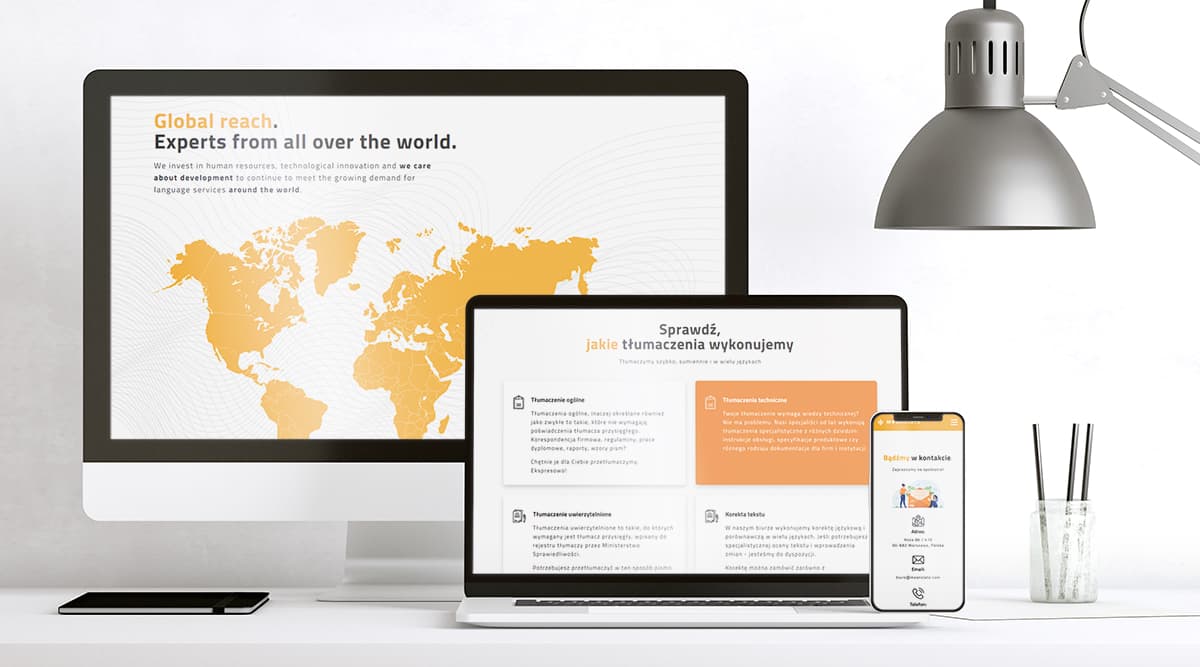 Global reach.
Experts from all over the world.
We invest in human resources, technological innovation and we care
about development to continue to meet the growing demand for
language services around the world.
Sprawdź,
jakie tłumaczenia wykonujemy
Tłumaczymy szybko, sumiennie i w wielu językach
Tłumaczenie ogólne
Tłumaczenia ogólne, inaczej określane również
jako zwykłe to takie, które nie wymagają
poświadczenia tłumacza przysięgłego.
Korespondencja firmowa, regulaminy, prace
dyplomowe, raporty, wzory pism?
Chętnie je dla Ciebie przetłumaczymy.
Ekspresowo!
Tłumaczenie techniczne
Twoje tłumaczenie wymaga wiedzy technicznej?
Nie ma problemu. Nasi specjaliści od lat wykonują
tłumaczenia specjalistyczne z różnych dziedzin:
instrukcje obsługi, specyfikacje produktowe czy
różnego rodzaju dokumentacje dla firm i instytucji.
Tłumaczenie uwierzytelnione
Tłumaczenia uwierzytelnione to takie, do których
wymagany jest tłumacz przysięgły, wpisany do
rejestru tłumaczy przez Ministerstwo
Sprawiedliwości.
Potrzebujesz przetłumaczyć w ten sposób pismo
Korekta tekstu
W naszym biurze wykonujemy korektę językową i
porównawczą w wielu językach. Jeśli potrzebujesz
specjalistycznej oceny tekstu i wprowadzenia
zmian - jesteśmy do dyspozycji.
Korektę można zamówić zarówno z
Bądźmy w kontakcie
Zapraszamy na spotkanie!
Adres:
00-682 Warszawa, Polska
Email:
Telefon: